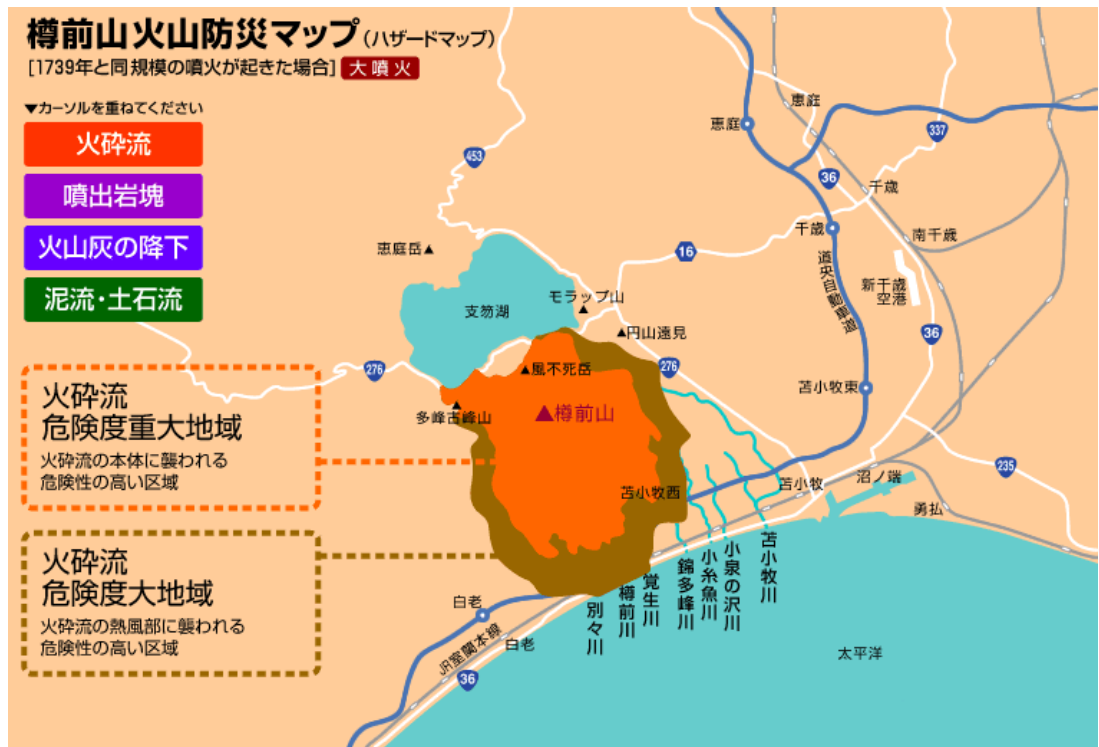 樽前山火山防災マップ（ハザードマップ）
[1739年と同規模の噴火が起きた場合] 大噴火
▼カーソルを重ねてください
火砕流
噴出岩塊
火山灰の降下
泥流・土石流
火砕流
危険度重大地域
火砕流の本体に襲われる
危険性の高い区域
火砕流
危険度大地域
火砕流の熱風部に襲われる
危険性の高い区域
恵庭
恵庭
337
453
36
千歳
千歳
南千歳
恵庭岳▲
16
道央自動車道
新千歳
空港
モラップ山
支笏湖
▲円山遠見
36
276
▲風不死岳
276
苫小牧東
多峰古峰山
▲樽前山
苫小牧西
苫小牧
沼ノ端
235
勇払
苫小牧川
小泉の沢川
小糸魚川
錦多峰川
覚生川
樽前川
別々川
白老
白老
JR室蘭本線
36
太平洋